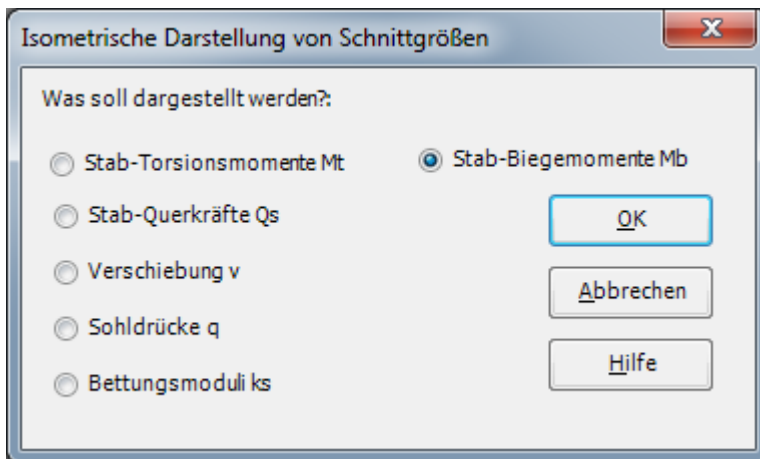 Isometrische Darstellung von Schnittgrößen
Was soll dargestellt werden?:
Stab-Torsionsmomente Mt
Stab-Biegemomente Mb
Stab-Querkräfte Qs
OK
Verschiebung v
Abbrechen
Sohldrücke q
Hilfe
Bettungsmoduli ks